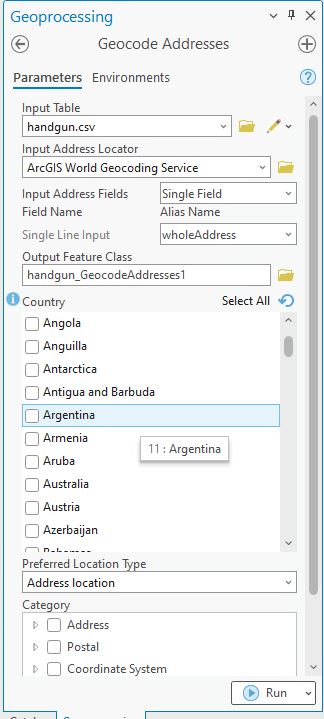 Geoprocessing
Geocode Addresses
Parameters Environments
Input Table
handgun.csv
Input Address Locator
ArcGIS World Geocoding Service
Input Address Fields Single Field
Field Name Alias Name
Single Line Input wholeAddress
Output Feature Class
handgun_GeocodeAddresses1
Country Select All
Angola
Anguilla
Antarctica
Antigua and Barbuda
Argentina
Armenia
11 : Argentina
Aruba
Australia
Austria
Azerbaijan
Preferred Location Type
Address location
Category
Address
Postal
Coordinate System
Run